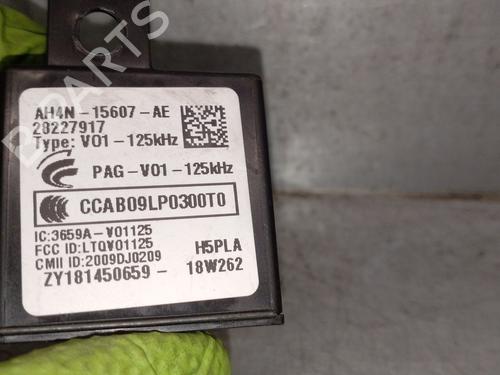 AH4N-15607-AE
28227917
Type: V01-125kHz
PAG-V01-125kHz
CCAB09LP0300T0
IC:3659A-V01125
FCC ID:LTQV01125
CMII ID:2009DJ0209
H5PLA
ZY181450659-
18W262